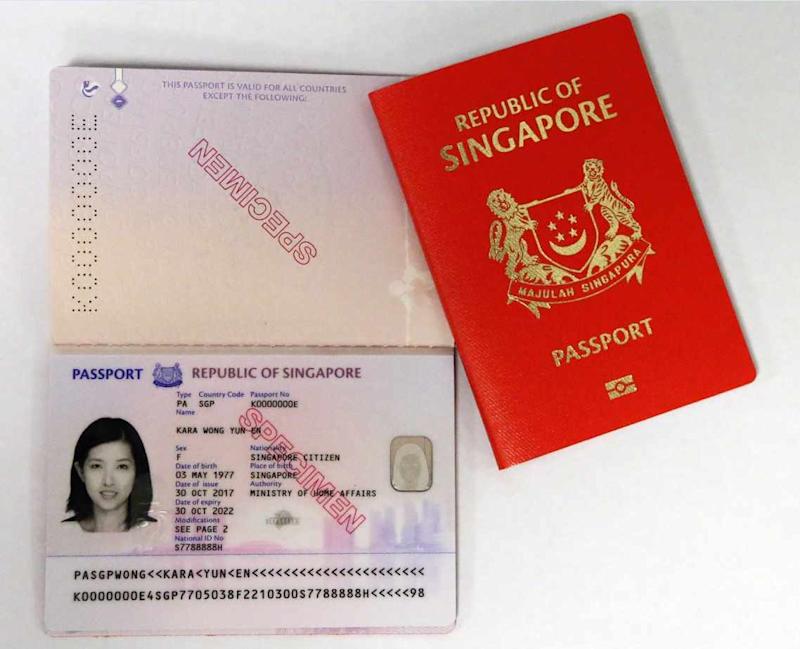 THIS PASSPORT IS VALID FOR ALL COUNTRIES
EXCEPT THE FOLLOWING:
K0000000E
SPECIMEN
REPUBLIC OF
SINGAPORE
MAJULAH SINGAPURA
PASSPORT
PASSPORT REPUBLIC OF SINGAPORE
Type Country Code Passport No
PA SGP K0000000E
Name
KARA WONG YUN EN
Sex Nationality
F SINGAPORE CITIZEN
Date of birth Place of birth
03 MAY 1977 SINGAPORE
Date of issue Authority
30 OCT 2017 MINISTRY OF HOME AFFAIRS
Date of expiry
30 OCT 2022
Modifications
SEE PAGE 2
National ID No
S7788888H
SPECIMEN
PASGPWONG<<KARA<YUN<EN<<<<<<<<<<<<<<<<<<<<<<
K0000000E4SGP7705038F2210300S7788888H<<<<<98